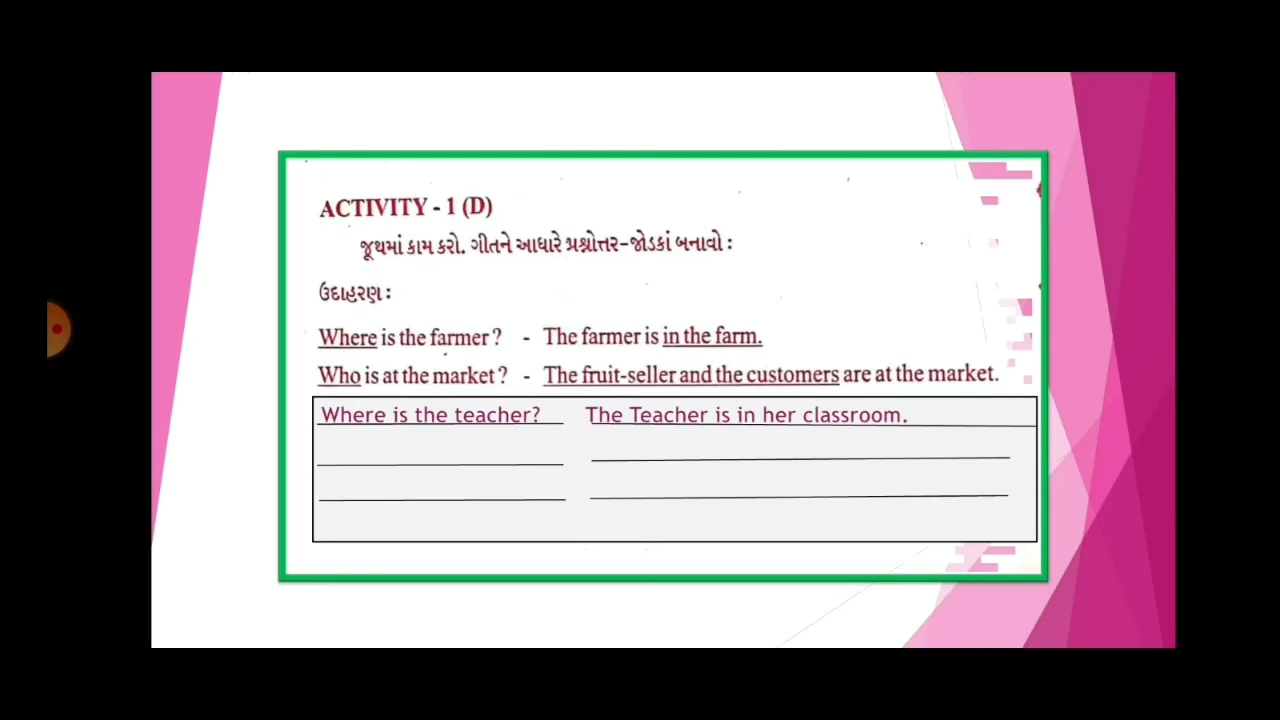 ACTIVITY - 1 (D)
જૂથમાં કામ કરો. ગીતને આધારે પ્રશ્નોત્તર-જોડકાં બનાવો :
ઉદાહરણ :
Where is the farmer? - The farmer is in the farm.
Who is at the market? - The fruit-seller and the customers are at the market.
Where is the teacher? The Teacher is in her classroom.